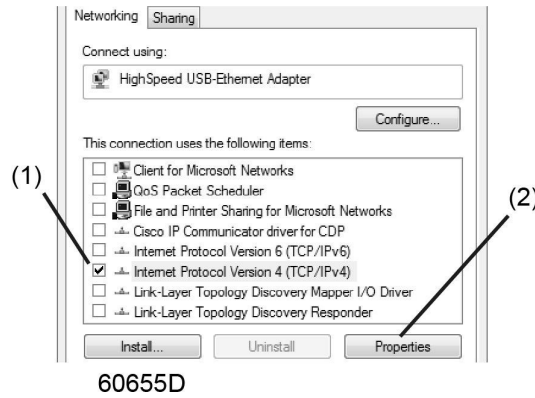 Networking Sharing
Connect using:
HighSpeed USB-Ethernet Adapter
Configure...
This connection uses the following items:
(1)
(2)
Client for Microsoft Networks
QoS Packet Scheduler
File and Printer Sharing for Microsoft Networks
Cisco IP Communicator driver for CDP
Internet Protocol Version 6 (TCP/IPv6)
Internet Protocol Version 4 (TCP/IPv4)
Link-Layer Topology Discovery Mapper I/O Driver
Link-Layer Topology Discovery Responder
Install... Uninstall Properties
60655D